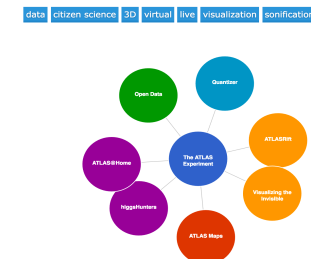 data citizen science 3D virtual live visualization sonification
Quantizer
Open Data
ATLASRift
The ATLAS
Experiment
ATLAS@Home
Visualizing the
Invisible
higgsHunters
ATLAS Maps